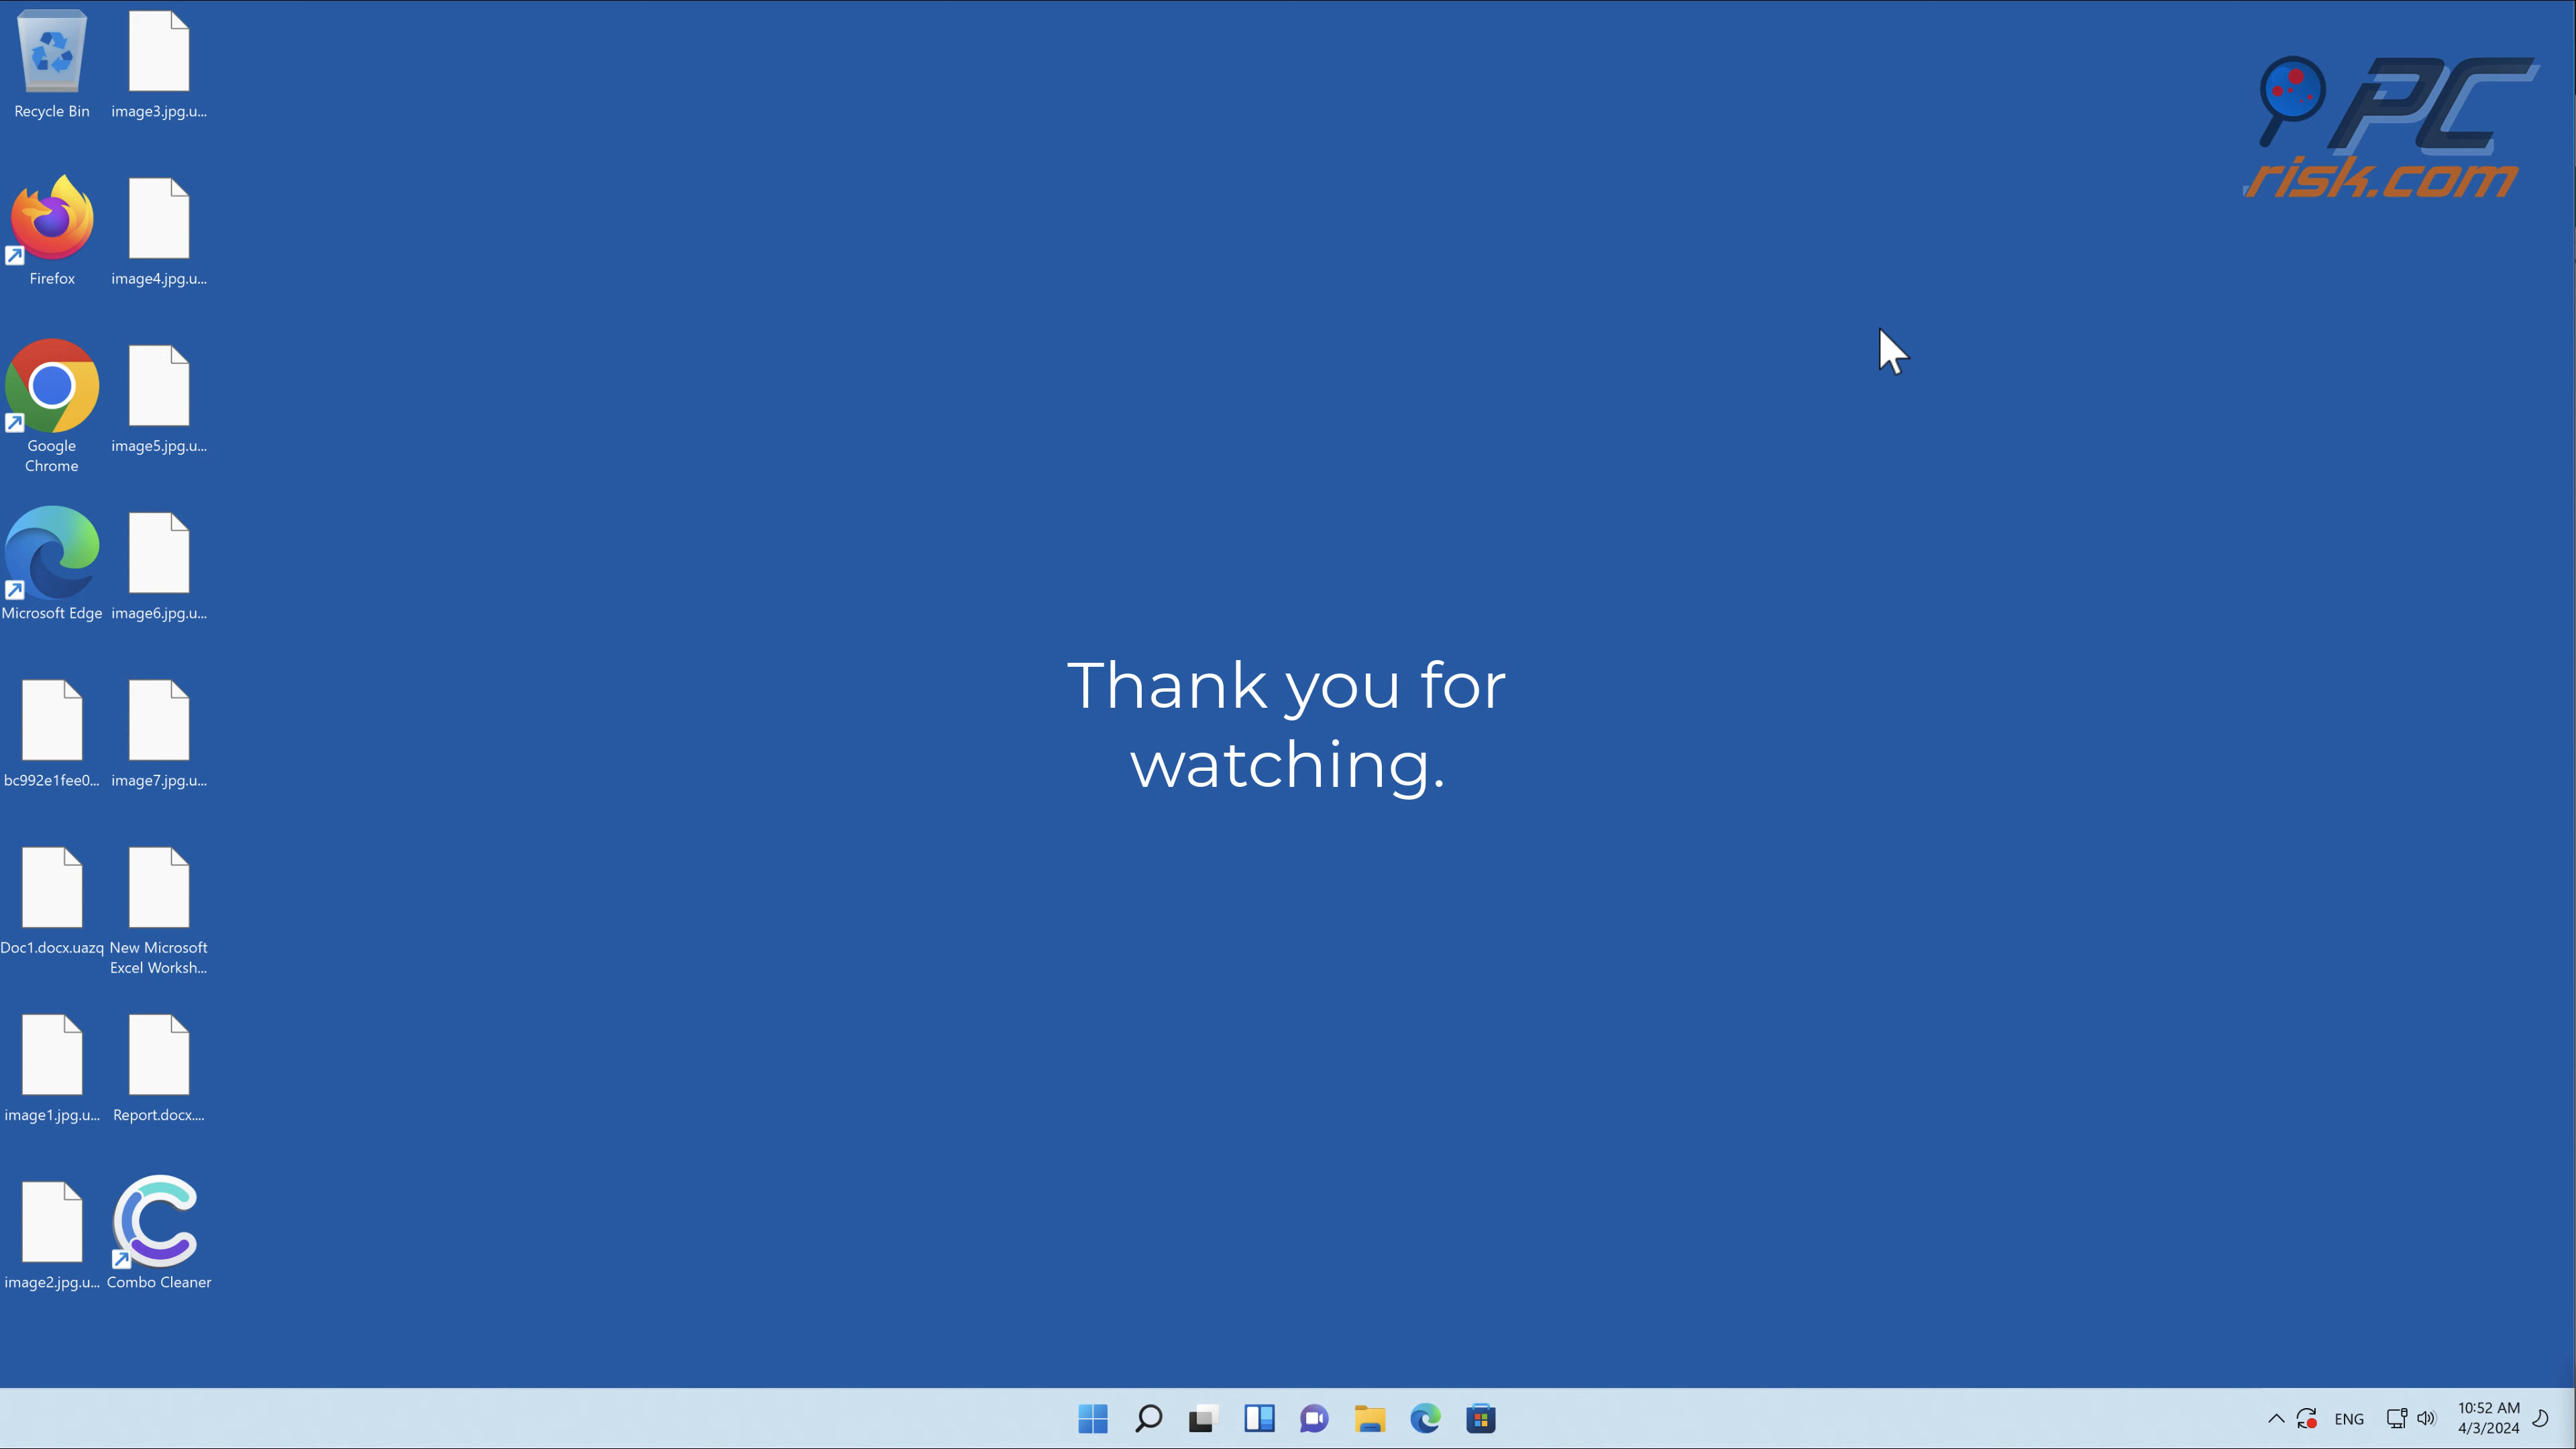 Recycle Bin
image3.jpg.u...
Firefox
image4.jpg.u...
Google
Chrome
image5.jpg.u...
Microsoft Edge
image6.jpg.u...
bc992e1fee0...
image7.jpg.u...
Doc1.docx.uazq
New Microsoft
Excel Worksh...
image1.jpg.u...
Report.docx....
image2.jpg.u...
Combo Cleaner
PC
risk.com
Thank you for
watching.
ENG
10:52 AM
4/3/2024